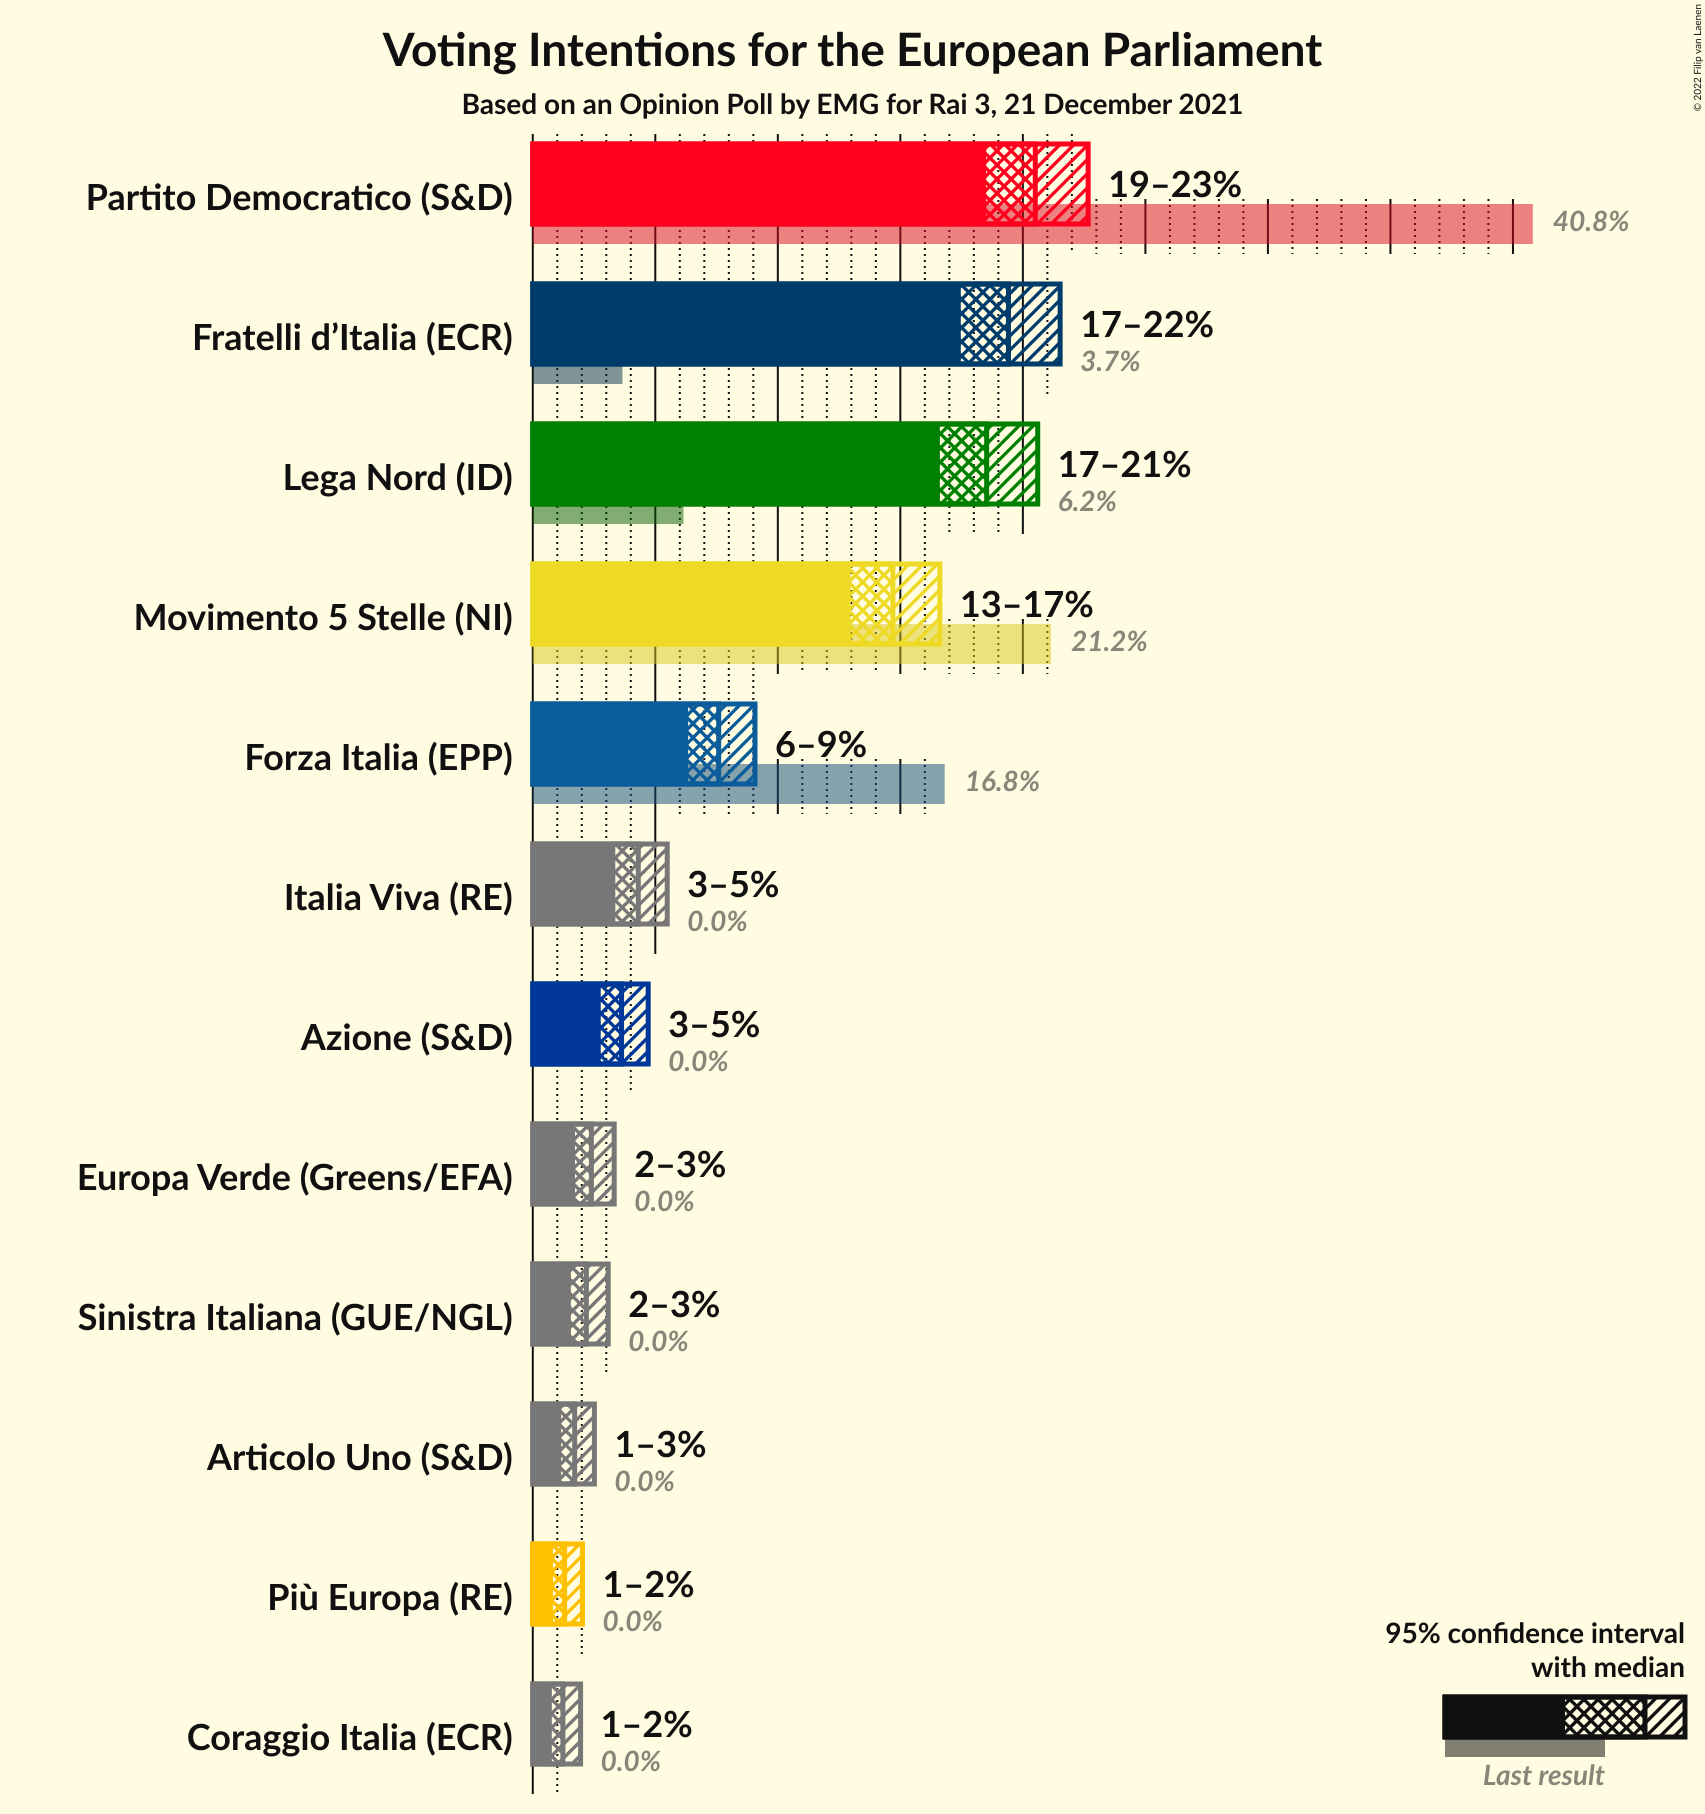 © 2022 Filip van Laenen
Voting Intentions for the European Parliament
Based on an Opinion Poll by EMG for Rai 3, 21 December 2021
Partito Democratico (S&D)
19–23%
40.8%
Fratelli d’Italia (ECR)
17–22%
3.7%
Lega Nord (ID)
17–21%
6.2%
Movimento 5 Stelle (NI)
13–17%
21.2%
Forza Italia (EPP)
6–9%
16.8%
Italia Viva (RE)
3–5%
0.0%
Azione (S&D)
3–5%
0.0%
Europa Verde (Greens/EFA)
2–3%
0.0%
Sinistra Italiana (GUE/NGL)
2–3%
0.0%
Articolo Uno (S&D)
1–3%
0.0%
Più Europa (RE)
1–2%
0.0%
Coraggio Italia (ECR)
1–2%
0.0%
95% confidence interval
with median
Last result